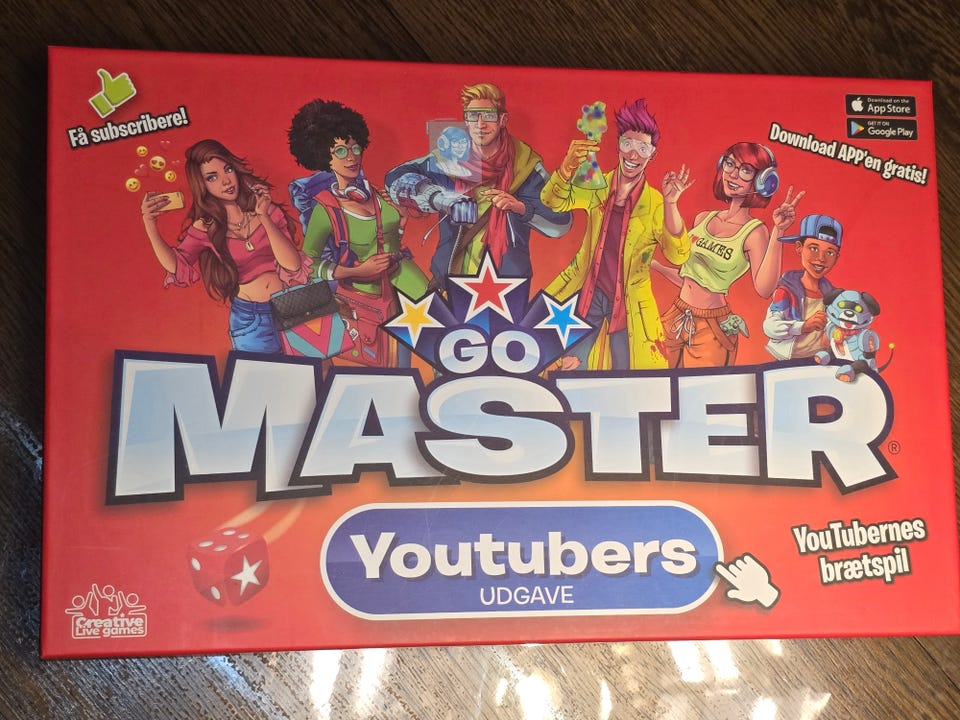 Få subscribere!
Download on the
App Store
GET IT ON
Google Play
Download APP'en gratis!
GAMES
GO
MASTER
®
Youtubers
UDGAVE
YouTubernes
brætspil
Creative
Live games